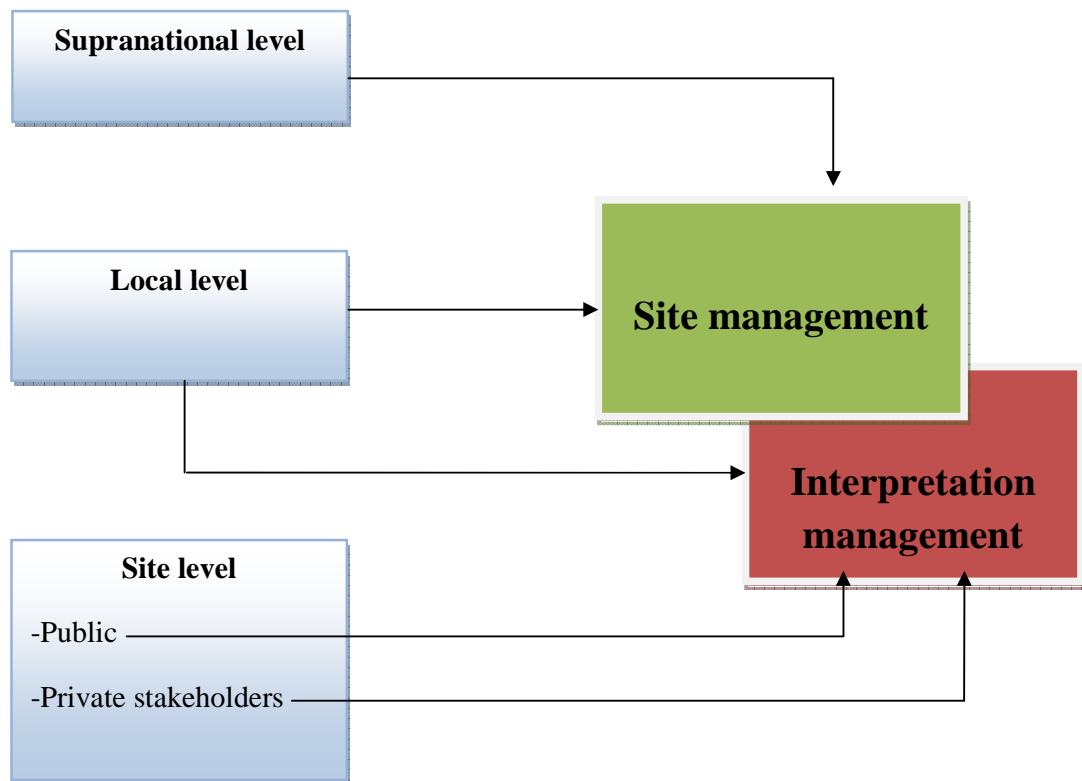 Supranational level
Local level
Site management
Interpretation
management
Site level
-Public
-Private stakeholders